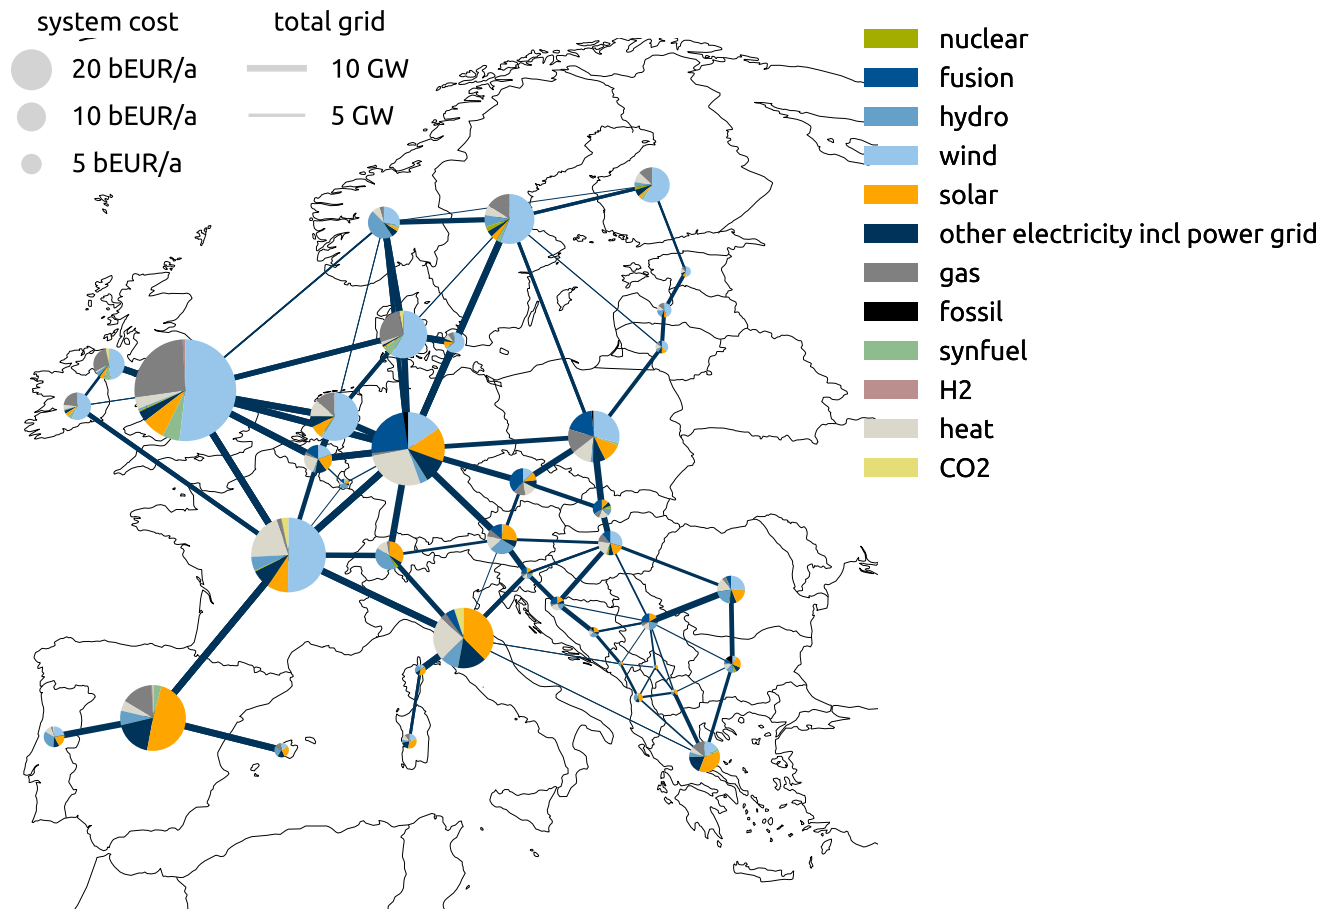 system cost
20 bEUR/a
10 bEUR/a
5 bEUR/a
total grid
10 GW
5 GW
nuclear
fusion
hydro
wind
solar
other electricity incl power grid
gas
fossil
synfuel
H2
heat
CO2